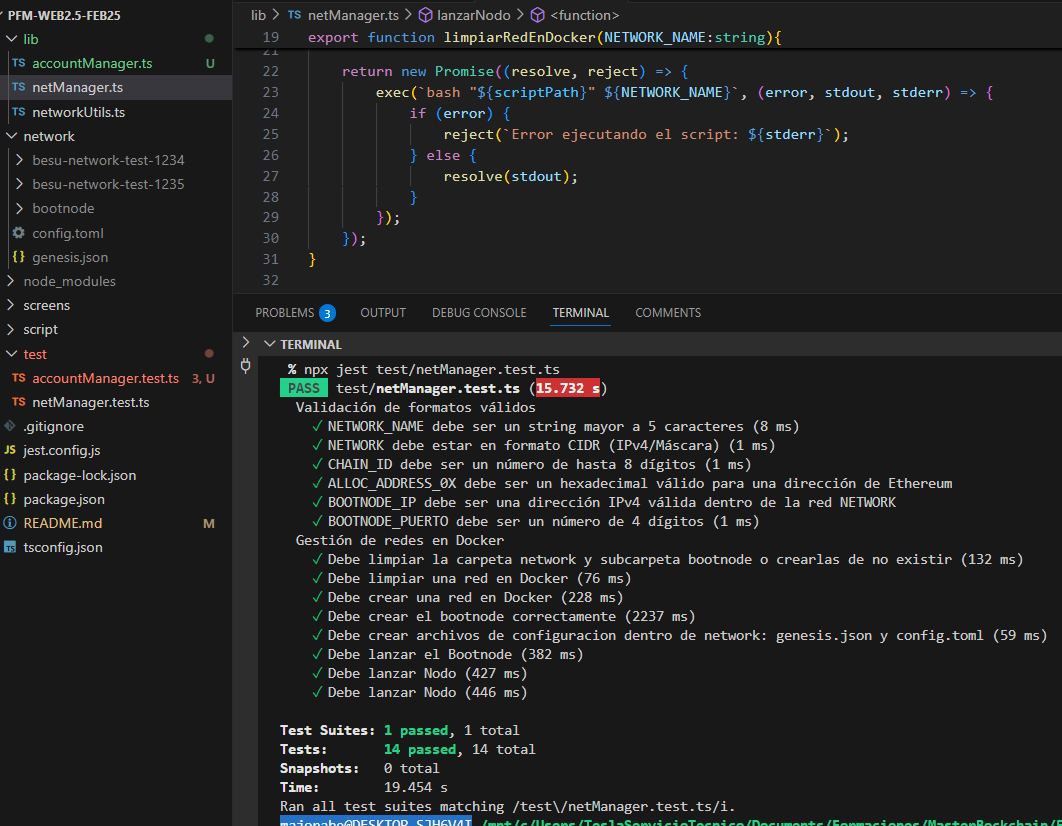 PFM-WEB2.5-FEB25
lib
TS accountManager.ts U
TS netManager.ts
TS networkUtils.ts
network
besu-network-test-1234
besu-network-test-1235
bootnode
config.toml
{} genesis.json
node_modules
screens
script
test
TS accountManager.test.ts 3, U
TS netManager.test.ts
.gitignore
JS jest.config.js
{} package-lock.json
{} package.json
README.md M
TS tsconfig.json
lib > TS netManager.ts > lanzarNodo > <function>
19 export function limpiarRedEnDocker(NETWORK_NAME:string){
21
22 return new Promise((resolve, reject) => {
23 exec(`bash "${scriptPath}" ${NETWORK_NAME}`, (error, stdout, stderr) => {
24 if (error) {
25 reject(`Error ejecutando el script: ${stderr}`);
26 } else {
27 resolve(stdout);
28 }
29 });
30 });
31 }
32
PROBLEMS 3 OUTPUT DEBUG CONSOLE TERMINAL COMMENTS
TERMINAL
% npx jest test/netManager.test.ts
PASS test/netManager.test.ts (15.732 s)
Validación de formatos válidos
✓ NETWORK_NAME debe ser un string mayor a 5 caracteres (8 ms)
✓ NETWORK debe estar en formato CIDR (IPv4/Máscara) (1 ms)
✓ CHAIN_ID debe ser un número de hasta 8 dígitos (1 ms)
✓ ALLOC_ADDRESS_0X debe ser un hexadecimal válido para una dirección de Ethereum
✓ BOOTNODE_IP debe ser una dirección IPv4 válida dentro de la red NETWORK
✓ BOOTNODE_PUERTO debe ser un número de 4 dígitos (1 ms)
Gestión de redes en Docker
✓ Debe limpiar la carpeta network y subcarpeta bootnode o crearlas de no existir (132 ms)
✓ Debe limpiar una red en Docker (76 ms)
✓ Debe crear una red en Docker (228 ms)
✓ Debe crear el bootnode correctamente (2237 ms)
✓ Debe crear archivos de configuracion dentro de network: genesis.json y config.toml (59 ms)
✓ Debe lanzar el Bootnode (382 ms)
✓ Debe lanzar Nodo (427 ms)
✓ Debe lanzar Nodo (446 ms)
Test Suites: 1 passed, 1 total
Tests: 14 passed, 14 total
Snapshots: 0 total
Time: 19.454 s
Ran all test suites matching /test\/netManager.test.ts/i.